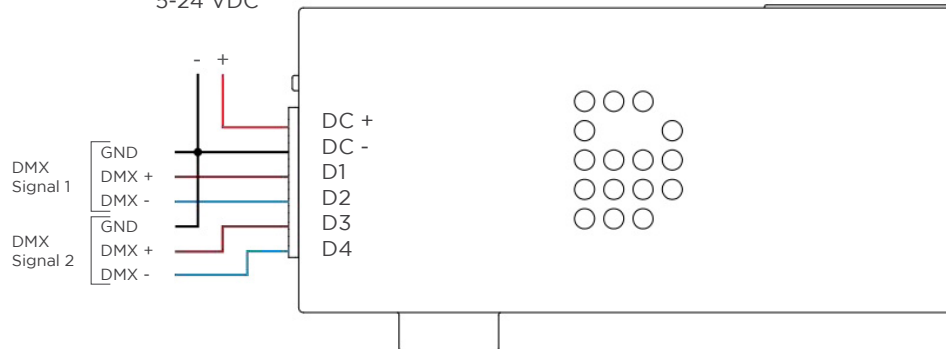 5-24 VDC
- +
DC +
DC -
D1
D2
D3
D4
DMX
Signal 1
GND
DMX +
DMX -
DMX
Signal 2
GND
DMX +
DMX -